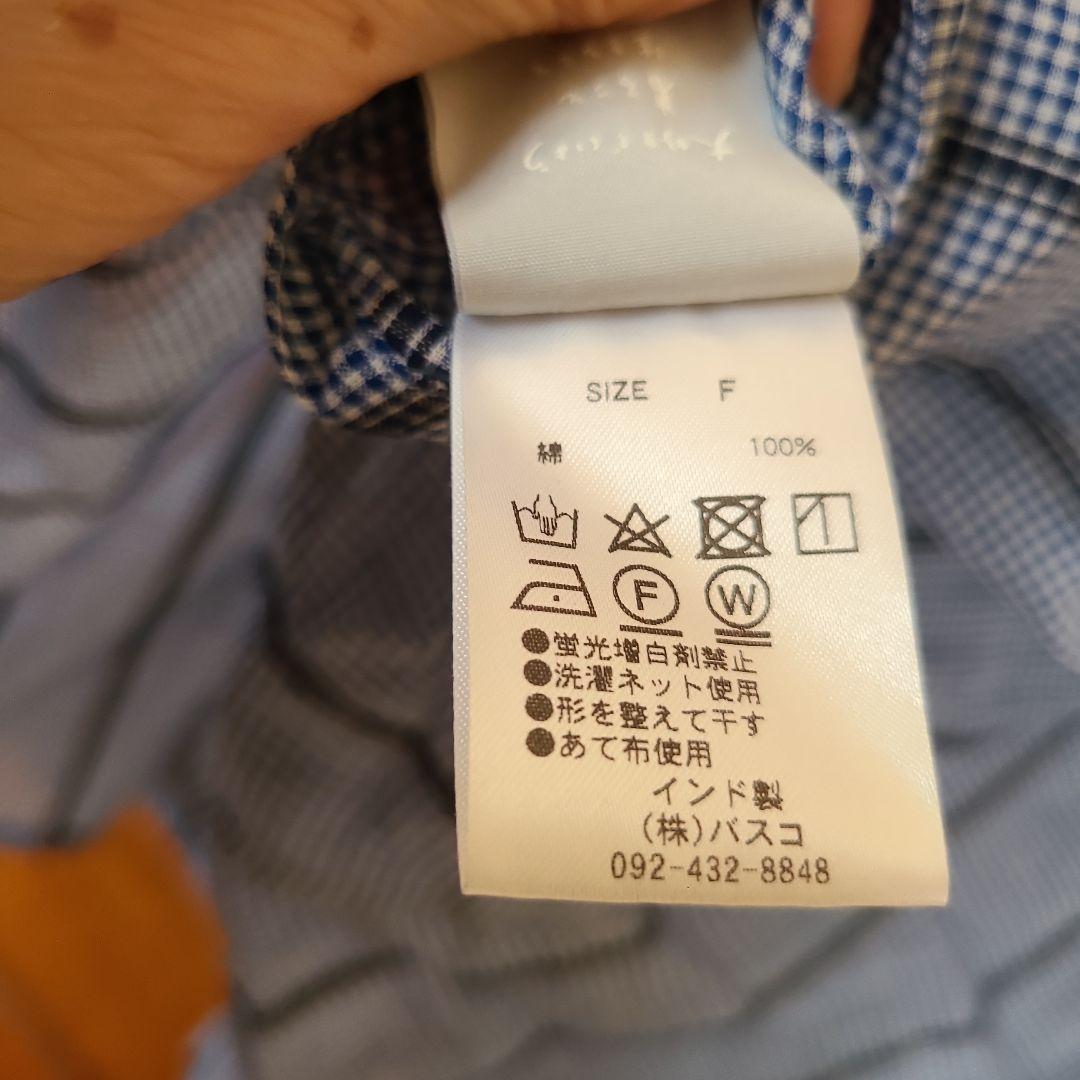 SIZE F
綿 100%
F W
●蛍光増白剤禁止
●洗濯ネット使用
●形を整えて干す
●あて布使用
インド製
(株)パスコ
092-432-8848